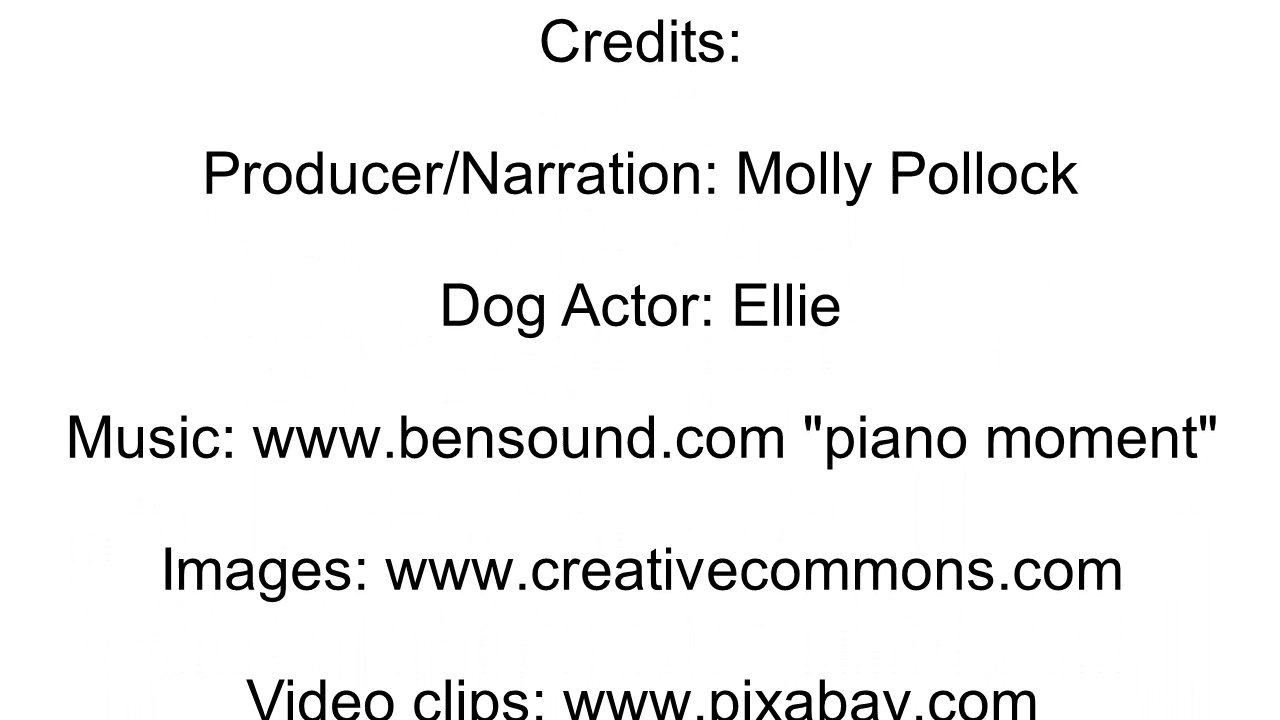 Credits:
Producer/Narration: Molly Pollock
Dog Actor: Ellie
Music: www.bensound.com "piano moment"
Images: www.creativecommons.com
Video clips: www.pixabay.com